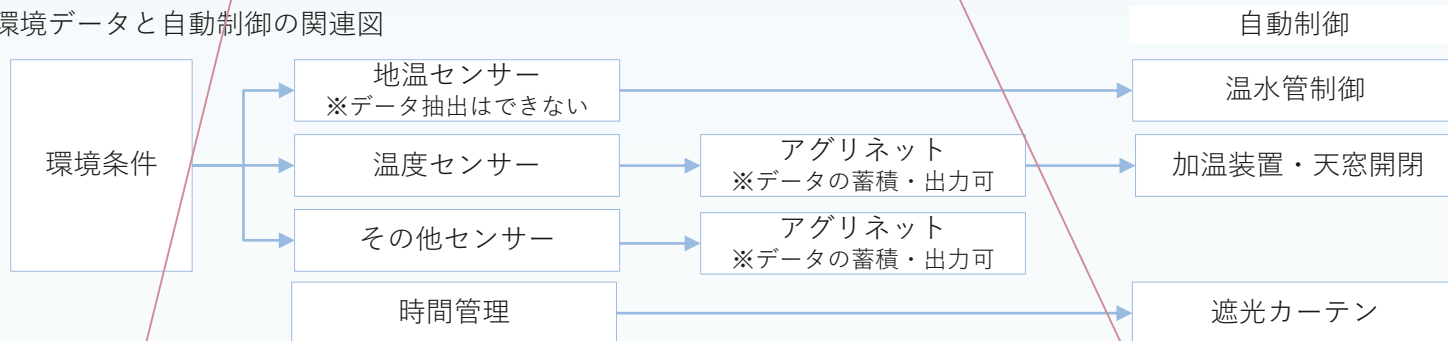 環境データと自動制御の関連図
自動制御
地温センサー
※データ抽出はできない
温水管制御
環境条件
温度センサー
アグリネット
※データの蓄積・出力可
加温装置・天窓開閉
その他センサー
アグリネット
※データの蓄積・出力可
時間管理
遮光カーテン